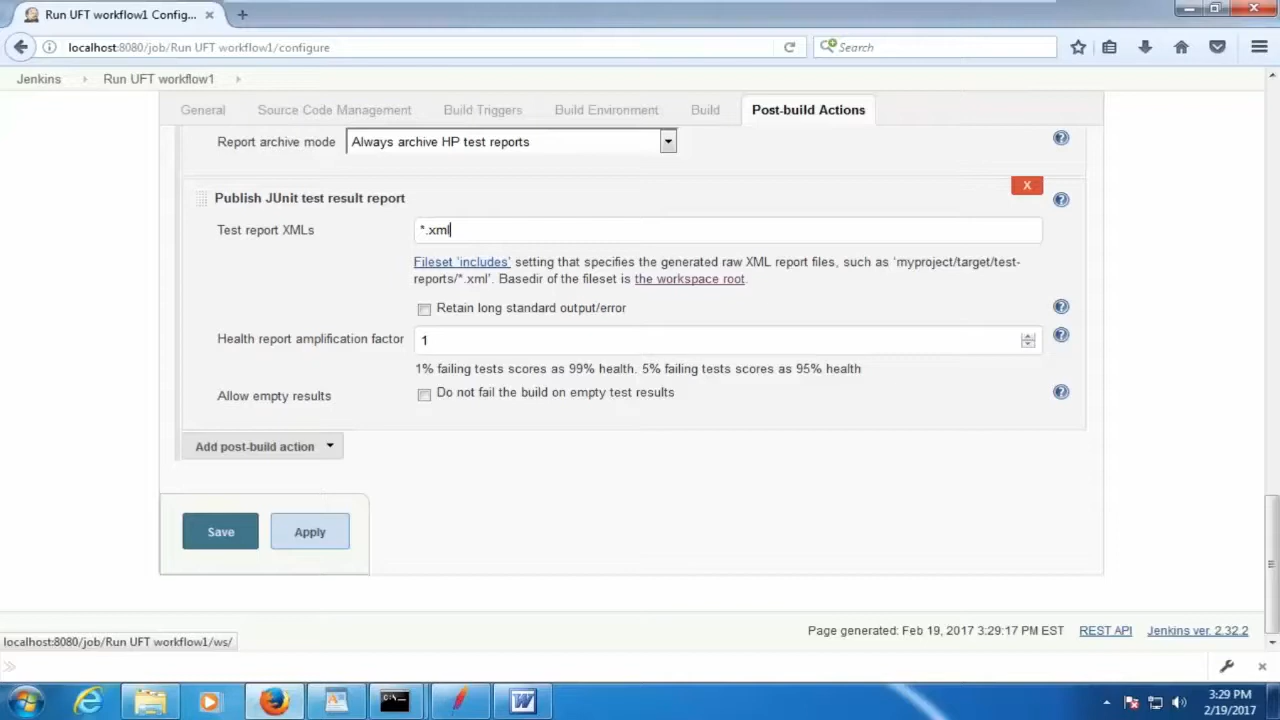 Run UFT workflow1 Config...
localhost:8080/job/Run UFT workflow1/configure
Search
Jenkins
Run UFT workflow1
General
Source Code Management
Build Triggers
Build Environment
Build
Post-build Actions
Report archive mode
Always archive HP test reports
Publish JUnit test result report
X
Test report XMLs
*.xml
Fileset 'includes' setting that specifies the generated raw XML report files, such as 'myproject/target/test-
reports/*.xml'. Basedir of the fileset is the workspace root.
Retain long standard output/error
Health report amplification factor
1
1% failing tests scores as 99% health. 5% failing tests scores as 95% health
Allow empty results
Do not fail the build on empty test results
Add post-build action
Save
Apply
Page generated: Feb 19, 2017 3:29:17 PM EST
REST API
Jenkins ver. 2.32.2
localhost:8080/job/Run UFT workflow1/ws/
3:29 PM
2/19/2017